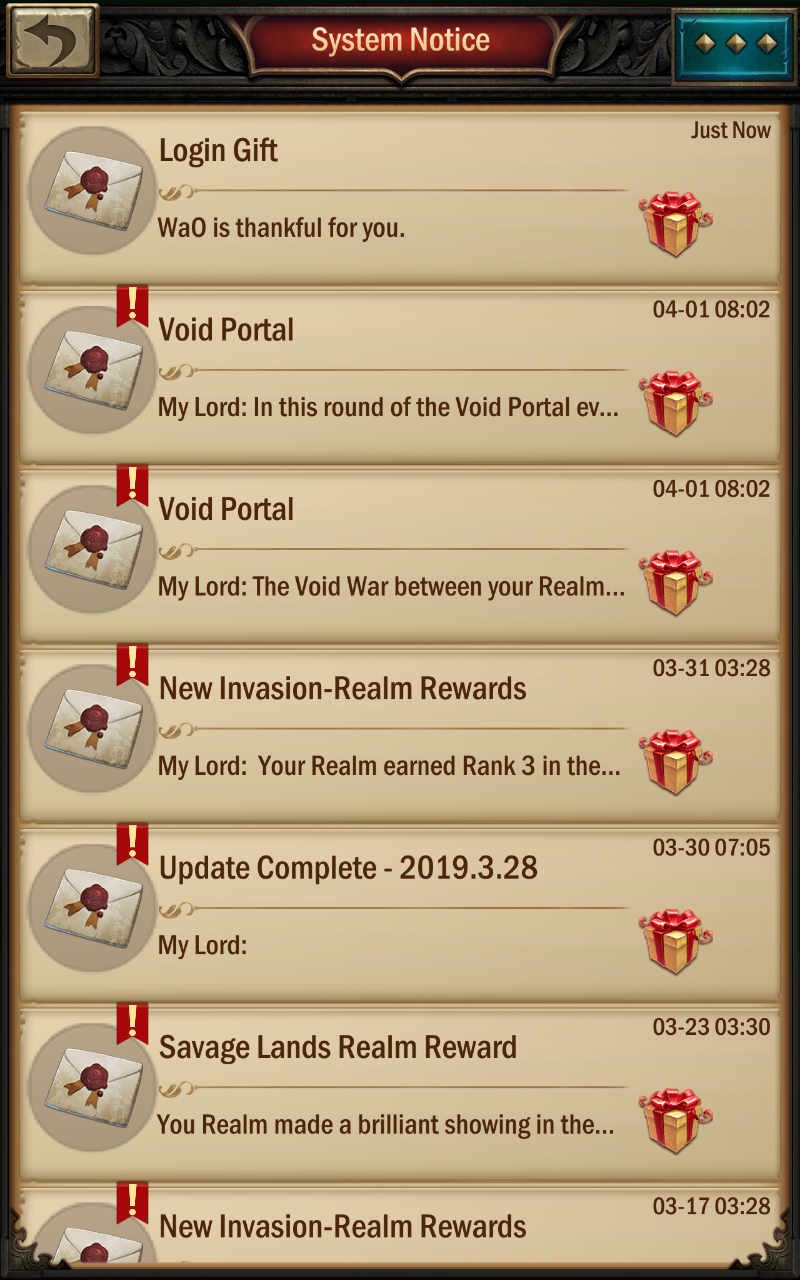 System Notice
Just Now
Login Gift
WaO is thankful for you.
04-01 08:02
Void Portal
My Lord: In this round of the Void Portal ev...
04-01 08:02
Void Portal
My Lord: The Void War between your Realm...
03-31 03:28
New Invasion-Realm Rewards
My Lord:  Your Realm earned Rank 3 in the...
03-30 07:05
Update Complete - 2019.3.28
My Lord:
03-23 03:30
Savage Lands Realm Reward
You Realm made a brilliant showing in the...
03-17 03:28
New Invasion-Realm Rewards